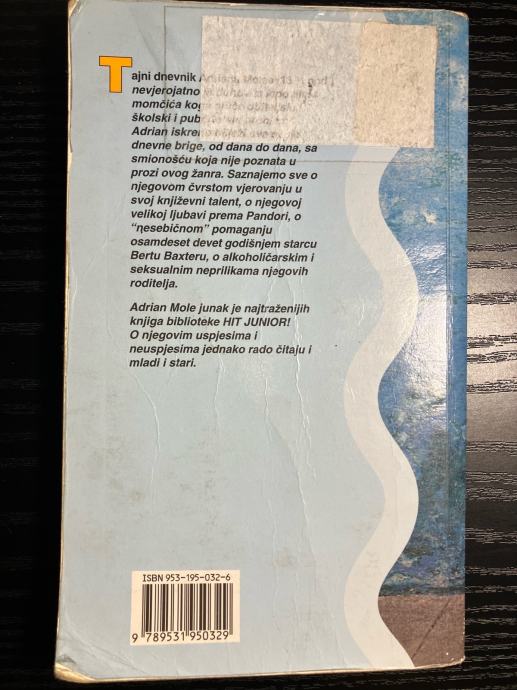 Tajni dnevnik
nevjerojatno
momčića
školski i
Adrian
dnevne brige, od dana do dana, sa
smionošću koja nije poznata u
prozi ovog žanra. Saznajemo sve o
njegovom čvrstom vjerovanju u
svoj književni talent, o njegovoj
velikoj ljubavi prema Pandori, o
“nesebičnom” pomaganju
osamdeset devet godišnjem starcu
Bertu Baxteru, o alkoholičarskim i
seksualnim neprilikama njegovih
roditelja.
Adrian Mole junak je najtraženijih
knjiga biblioteke HIT JUNIOR!
O njegovim uspjesima i
neuspjesima jednako rado čitaju i
mladi i stari.
ISBN 953-195-032-6
9 789531 950329